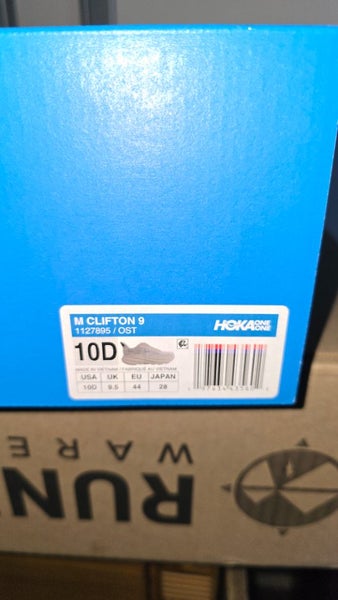 M CLIFTON 9
1127895 / OST
HOKA ONE ONE
10D
MADE IN VIETNAM / FABRIQUÉ AU VIETNAM
USA UK EU JAPAN
10D 9.5 44 28
RUN
WARE